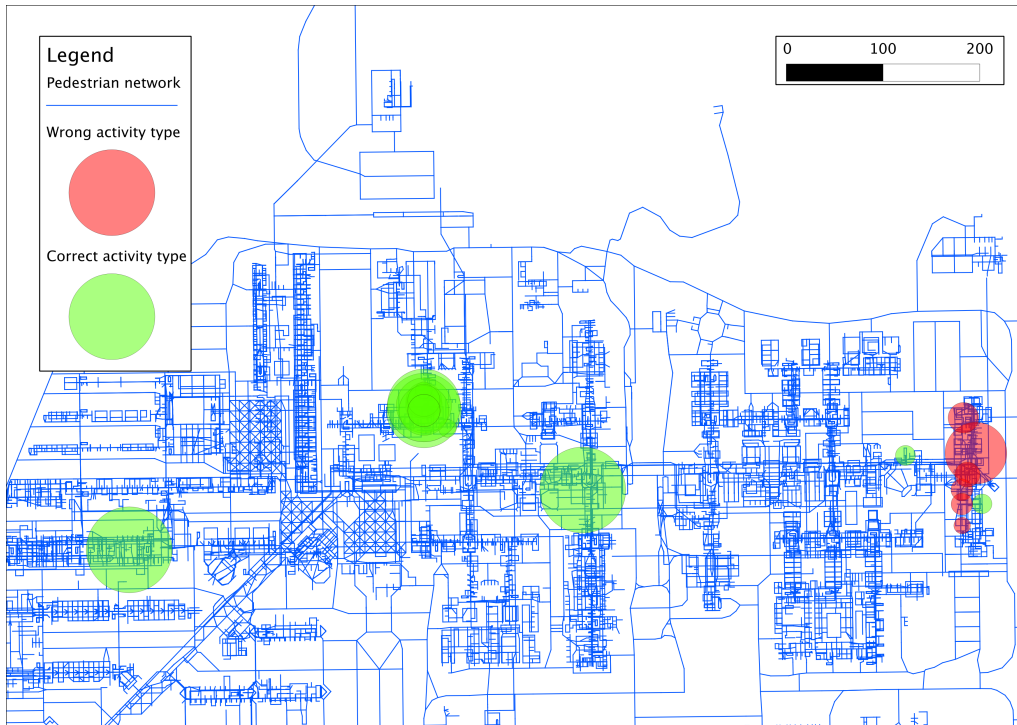 Legend
Pedestrian network
Wrong activity type
Correct activity type
0 100 200